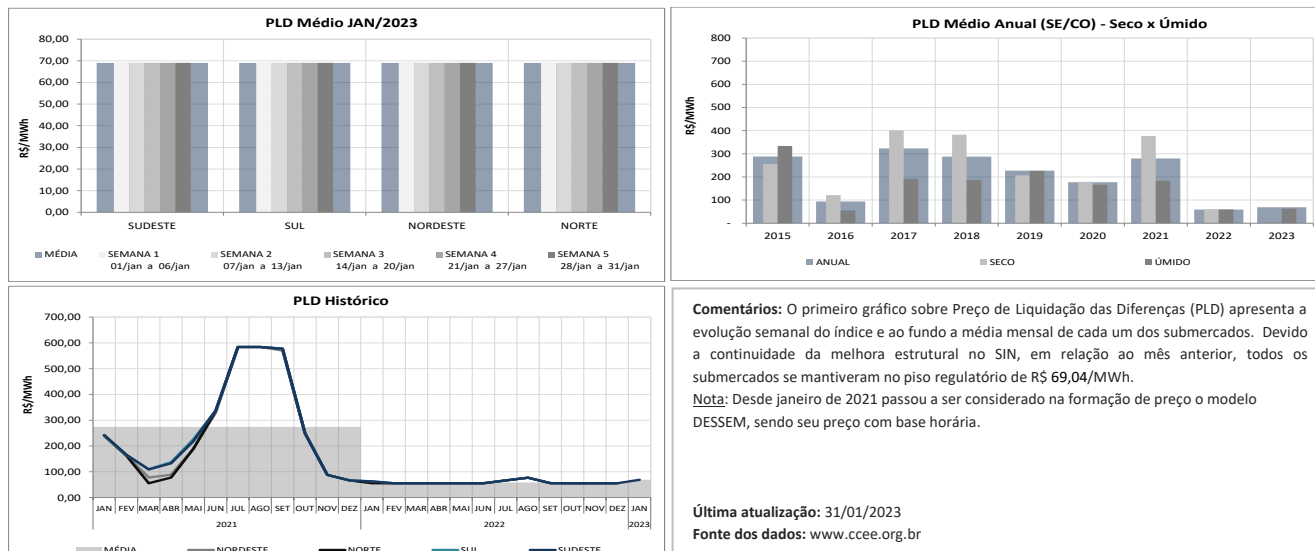 PLD Médio JAN/2023
R$/MWh
80,00
70,00
60,00
50,00
40,00
30,00
20,00
10,00
0,00
SUDESTE SUL NORDESTE NORTE
MÉDIA SEMANA 1 SEMANA 2 SEMANA 3 SEMANA 4 SEMANA 5
01/jan a 06/jan 07/jan a 13/jan 14/jan a 20/jan 21/jan a 27/jan 28/jan a 31/jan
PLD Médio Anual (SE/CO) - Seco x Úmido
R$/MWh
800
700
600
500
400
300
200
100
-
2015 2016 2017 2018 2019 2020 2021 2022 2023
ANUAL SECO ÚMIDO
PLD Histórico
R$/MWh
700,00
600,00
500,00
400,00
300,00
200,00
100,00
0,00
JAN FEV MAR ABR MAI JUN JUL AGO SET OUT NOV DEZ JAN FEV MAR ABR MAI JUN JUL AGO SET OUT NOV DEZ JAN
2021 2022 2023
MÉDIA NORDESTE NORTE SUL SUDESTE
Comentários: O primeiro gráfico sobre Preço de Liquidação das Diferenças (PLD) apresenta a
evolução semanal do índice e ao fundo a média mensal de cada um dos submercados. Devido
a continuidade da melhora estrutural no SIN, em relação ao mês anterior, todos os
submercados se mantiveram no piso regulatório de R$ 69,04/MWh.
Nota: Desde janeiro de 2021 passou a ser considerado na formação de preço o modelo
DESSEM, sendo seu preço com base horária.
Última atualização: 31/01/2023
Fonte dos dados: www.ccee.org.br